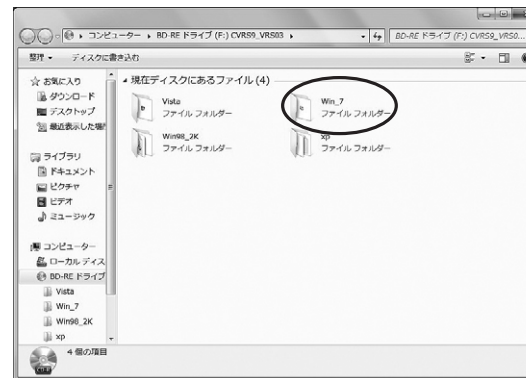 コンピューター ▸ BD-RE ドライブ (F:) CVRS9_VRS03 ▸
BD-RE ドライブ (F:) CVRS9_VRS0...
整理 ▾ ディスクに書き込む
お気に入り
ダウンロード
デスクトップ
最近表示した場所
ライブラリ
ドキュメント
ピクチャ
ビデオ
ミュージック
コンピューター
ローカル ディス
BD-RE ドライブ
Vista
Win_7
Win98_2K
xp
現在ディスクにあるファイル (4)
Vista
ファイル フォルダー
Win_7
ファイル フォルダー
Win98_2K
ファイル フォルダー
xp
ファイル フォルダー
4 個の項目